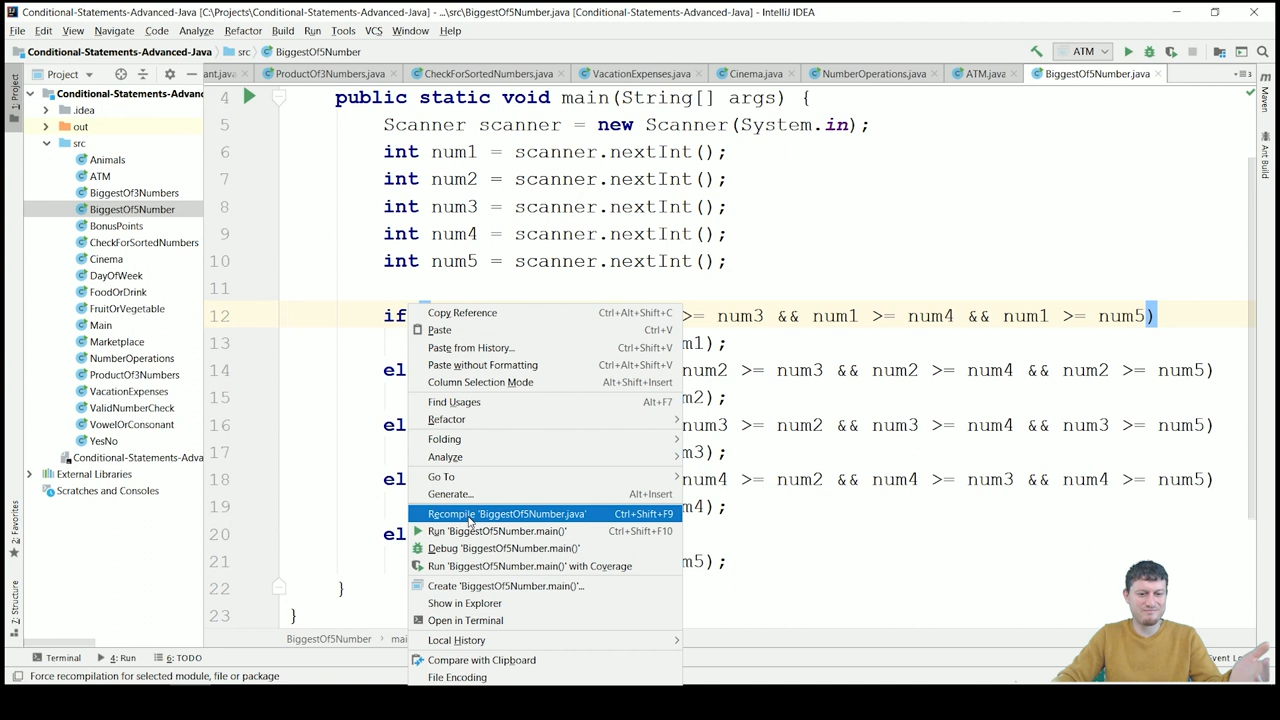 Conditional-Statements-Advanced-Java [C:\Projects\Conditional-Statements-Advanced-Java] - ...\src\BiggestOf5Number.java [Conditional-Statements-Advanced-Java] - IntelliJ IDEA
File Edit View Navigate Code Analyze Refactor Build Run Tools VCS Window Help
Conditional-Statements-Advanced-Java src BiggestOf5Number
ATM
Project
ant.java ProductOf3Numbers.java CheckForSortedNumbers.java VacationExpenses.java Cinema.java NumberOperations.java ATM.java BiggestOf5Number.java
1: Project
2: Favorites
Z: Structure
Conditional-Statements-Advanc
.idea
out
src
Animals
ATM
BiggestOf3Numbers
BiggestOf5Number
BonusPoints
CheckForSortedNumbers
Cinema
DayOfWeek
FoodOrDrink
FruitOrVegetable
Main
Marketplace
NumberOperations
ProductOf3Numbers
VacationExpenses
ValidNumberCheck
VowelOrConsonant
YesNo
Conditional-Statements-Adva
External Libraries
Scratches and Consoles
4 public static void main(String[] args) {
5 Scanner scanner = new Scanner(System.in);
6 int num1 = scanner.nextInt();
7 int num2 = scanner.nextInt();
8 int num3 = scanner.nextInt();
9 int num4 = scanner.nextInt();
10 int num5 = scanner.nextInt();
11
12 if >= num3 && num1 >= num4 && num1 >= num5)
13 m1);
14 el num2 >= num3 && num2 >= num4 && num2 >= num5)
15 m2);
16 el num3 >= num2 && num3 >= num4 && num3 >= num5)
17 m3);
18 el num4 >= num2 && num4 >= num3 && num4 >= num5)
19 m4);
20 el
21 m5);
22 }
23 }
Copy Reference Ctrl+Alt+Shift+C
Paste Ctrl+V
Paste from History... Ctrl+Shift+V
Paste without Formatting Ctrl+Alt+Shift+V
Column Selection Mode Alt+Shift+Insert
Find Usages Alt+F7
Refactor
Folding
Analyze
Go To
Generate... Alt+Insert
Recompile 'BiggestOf5Number.java' Ctrl+Shift+F9
Run 'BiggestOf5Number.main()' Ctrl+Shift+F10
Debug 'BiggestOf5Number.main()'
Run 'BiggestOf5Number.main()' with Coverage
Create 'BiggestOf5Number.main()'...
Show in Explorer
Open in Terminal
Local History
Compare with Clipboard
File Encoding
Maven
Ant Build
BiggestOf5Number mai
Terminal 4: Run 6: TODO
Force recompilation for selected module, file or package